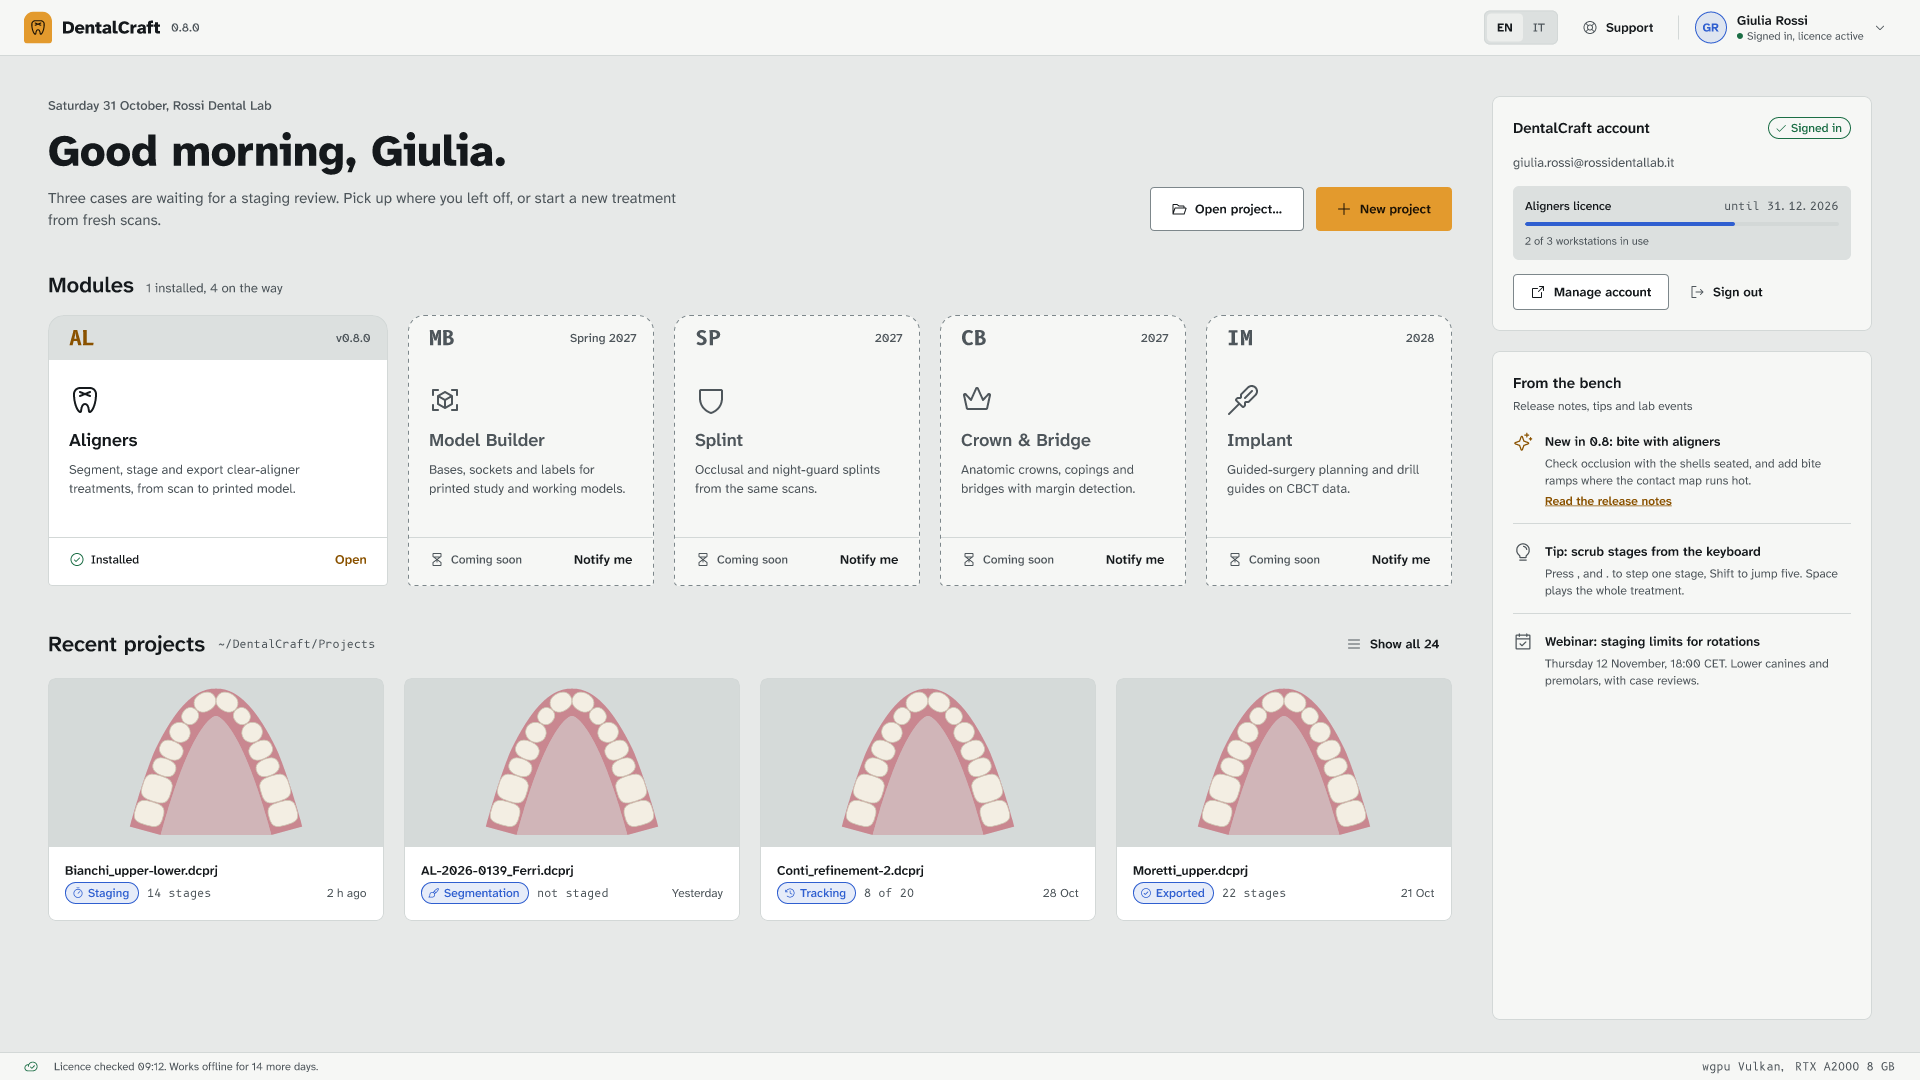 DentalCraft 0.8.0
EN IT
Support
GR
Giulia Rossi
Signed in, licence active
Saturday 31 October, Rossi Dental Lab
Good morning, Giulia.
Three cases are waiting for a staging review. Pick up where you left off, or start a new treatment
from fresh scans.
Open project...
New project
Modules 1 installed, 4 on the way
AL v0.8.0
Aligners
Segment, stage and export clear-aligner
treatments, from scan to printed model.
Installed Open
MB Spring 2027
Model Builder
Bases, sockets and labels for
printed study and working models.
Coming soon Notify me
SP 2027
Splint
Occlusal and night-guard splints
from the same scans.
Coming soon Notify me
CB 2027
Crown & Bridge
Anatomic crowns, copings and
bridges with margin detection.
Coming soon Notify me
IM 2028
Implant
Guided-surgery planning and drill
guides on CBCT data.
Coming soon Notify me
Recent projects ~/DentalCraft/Projects
Show all 24
Bianchi_upper-lower.dcprj
Staging 14 stages 2 h ago
AL-2026-0139_Ferri.dcprj
Segmentation not staged Yesterday
Conti_refinement-2.dcprj
Tracking 8 of 20 28 Oct
Moretti_upper.dcprj
Exported 22 stages 21 Oct
DentalCraft account Signed in
giulia.rossi@rossidentallab.it
Aligners licence until 31.12.2026
2 of 3 workstations in use
Manage account
Sign out
From the bench
Release notes, tips and lab events
New in 0.8: bite with aligners
Check occlusion with the shells seated, and add bite
ramps where the contact map runs hot.
Read the release notes
Tip: scrub stages from the keyboard
Press , and . to step one stage, Shift to jump five. Space
plays the whole treatment.
Webinar: staging limits for rotations
Thursday 12 November, 18:00 CET. Lower canines and
premolars, with case reviews.
Licence checked 09:12. Works offline for 14 more days.
wgpu Vulkan, RTX A2000 8 GB